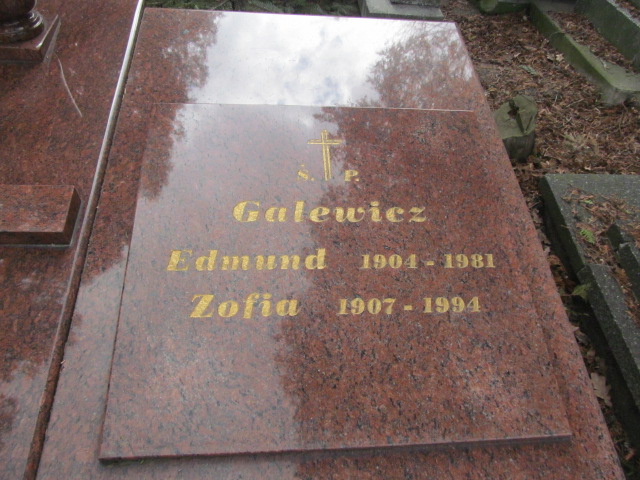 Ś. P.
Galewicz
Edmund 1904 - 1981
Zofia 1907 - 1994